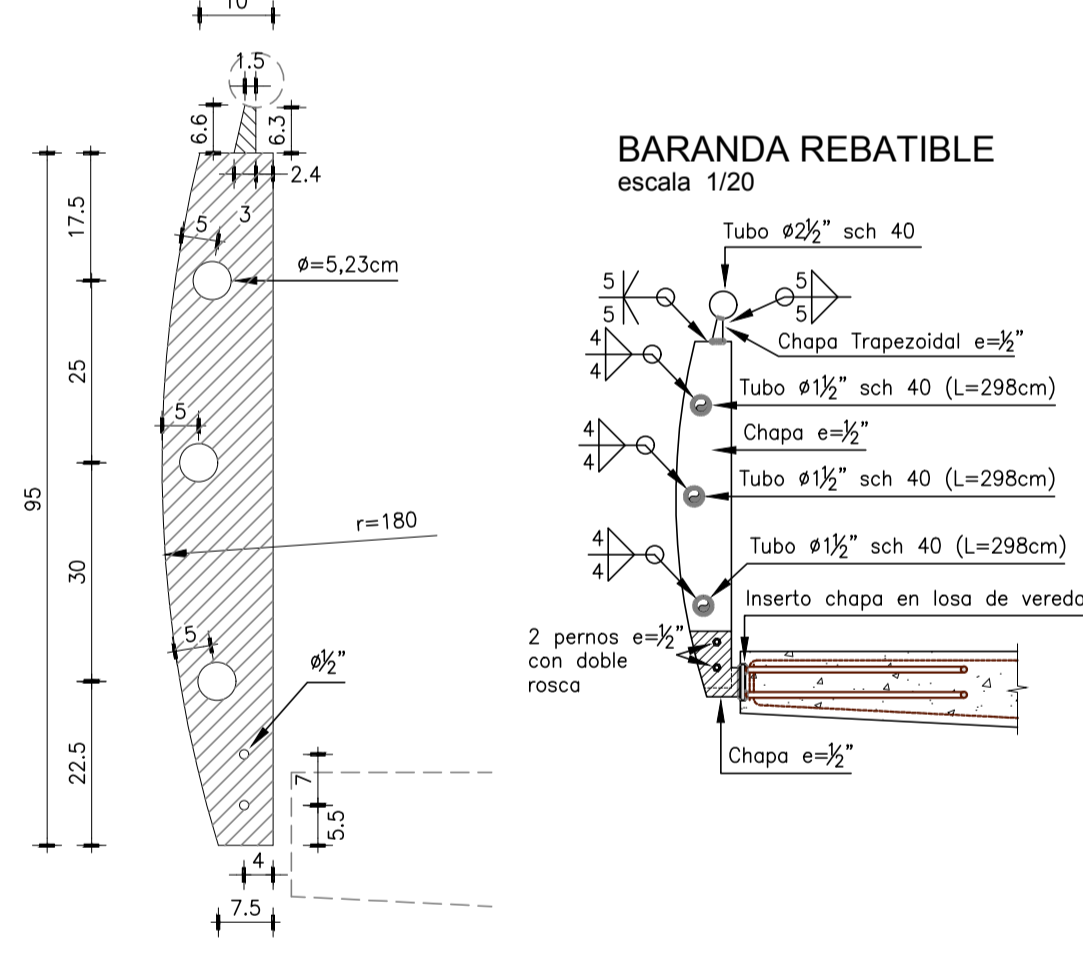 10
1.5
6.6
6.3
2.4
3
5
17.5
ø=5,23cm
25
5
95
r=180
30
5
ø½"
22.5
7
5.5
4
7.5
BARANDA REBATIBLE
escala 1/20
Tubo ø2½" sch 40
5
5
5
5
Chapa Trapezoidal e=½"
4
4
Tubo ø1½" sch 40 (L=298cm)
Chapa e=½"
4
4
Tubo ø1½" sch 40 (L=298cm)
4
4
Tubo ø1½" sch 40 (L=298cm)
Inserto chapa en losa de vereda
2 pernos e=½"
con doble
rosca
Chapa e=½"